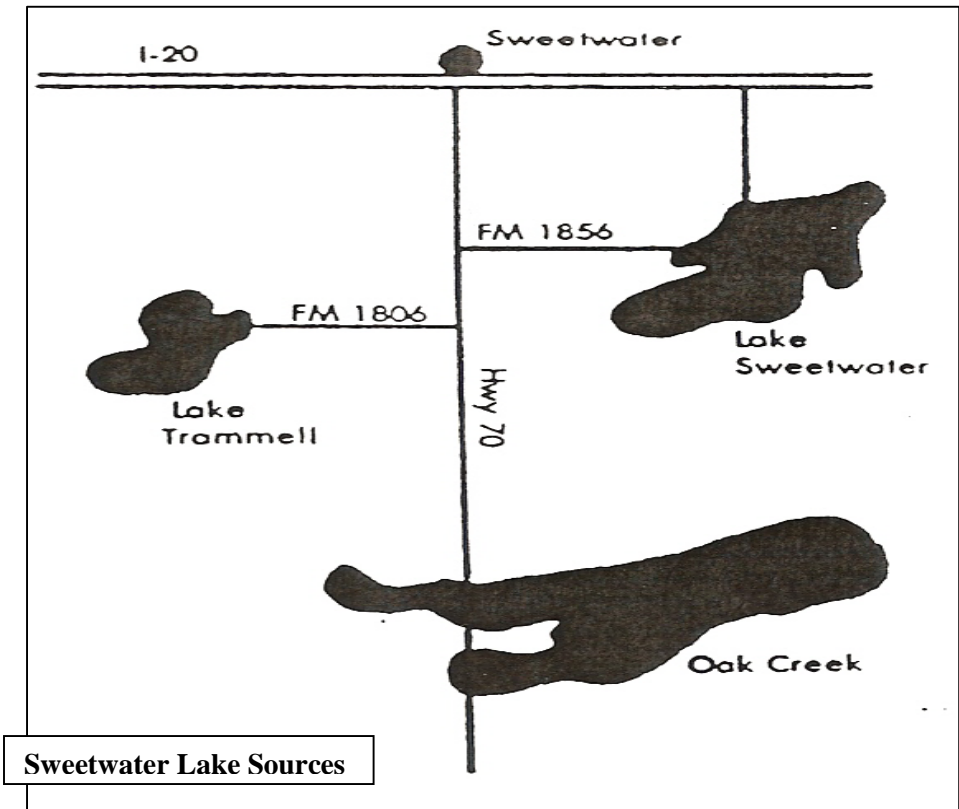 Sweetwater
I-20
FM 1856
FM 1806
Lake
Sweetwater
Hwy 70
Lake
Trammell
Oak Creek
Sweetwater Lake Sources